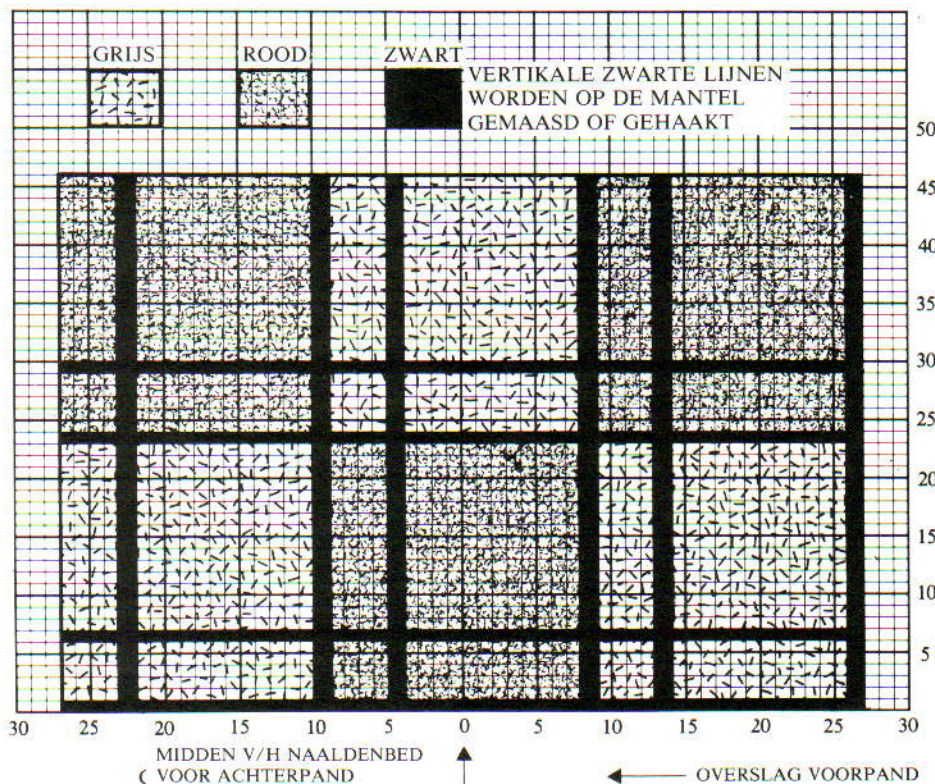 GRIJS ROOD ZWART
VERTIKALE ZWARTE LIJNEN
WORDEN OP DE MANTEL
GEMAASD OF GEHAAKT
50
45
40
35
30
25
20
15
10
5
30 25 20 15 10 5 0 5 10 15 20 25 30
MIDDEN V/H NAALDENBED
( VOOR ACHTERPAND
OVERSLAG VOORPAND